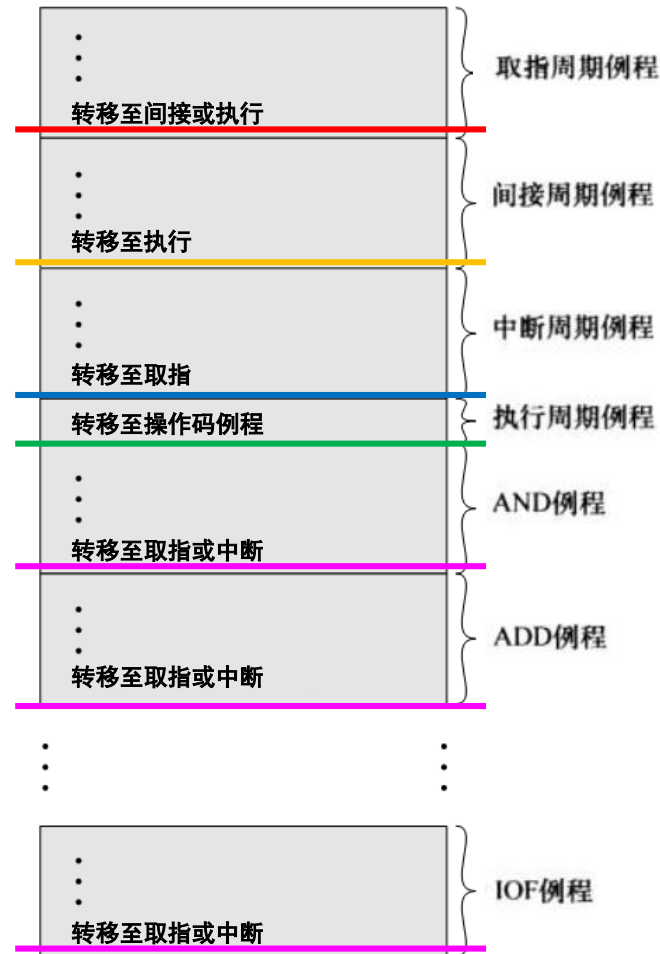 取指周期例程
转移至间接或执行
间接周期例程
转移至执行
中断周期例程
转移至取指
转移至操作码例程
执行周期例程
AND例程
转移至取指或中断
ADD例程
转移至取指或中断
IOF例程
转移至取指或中断